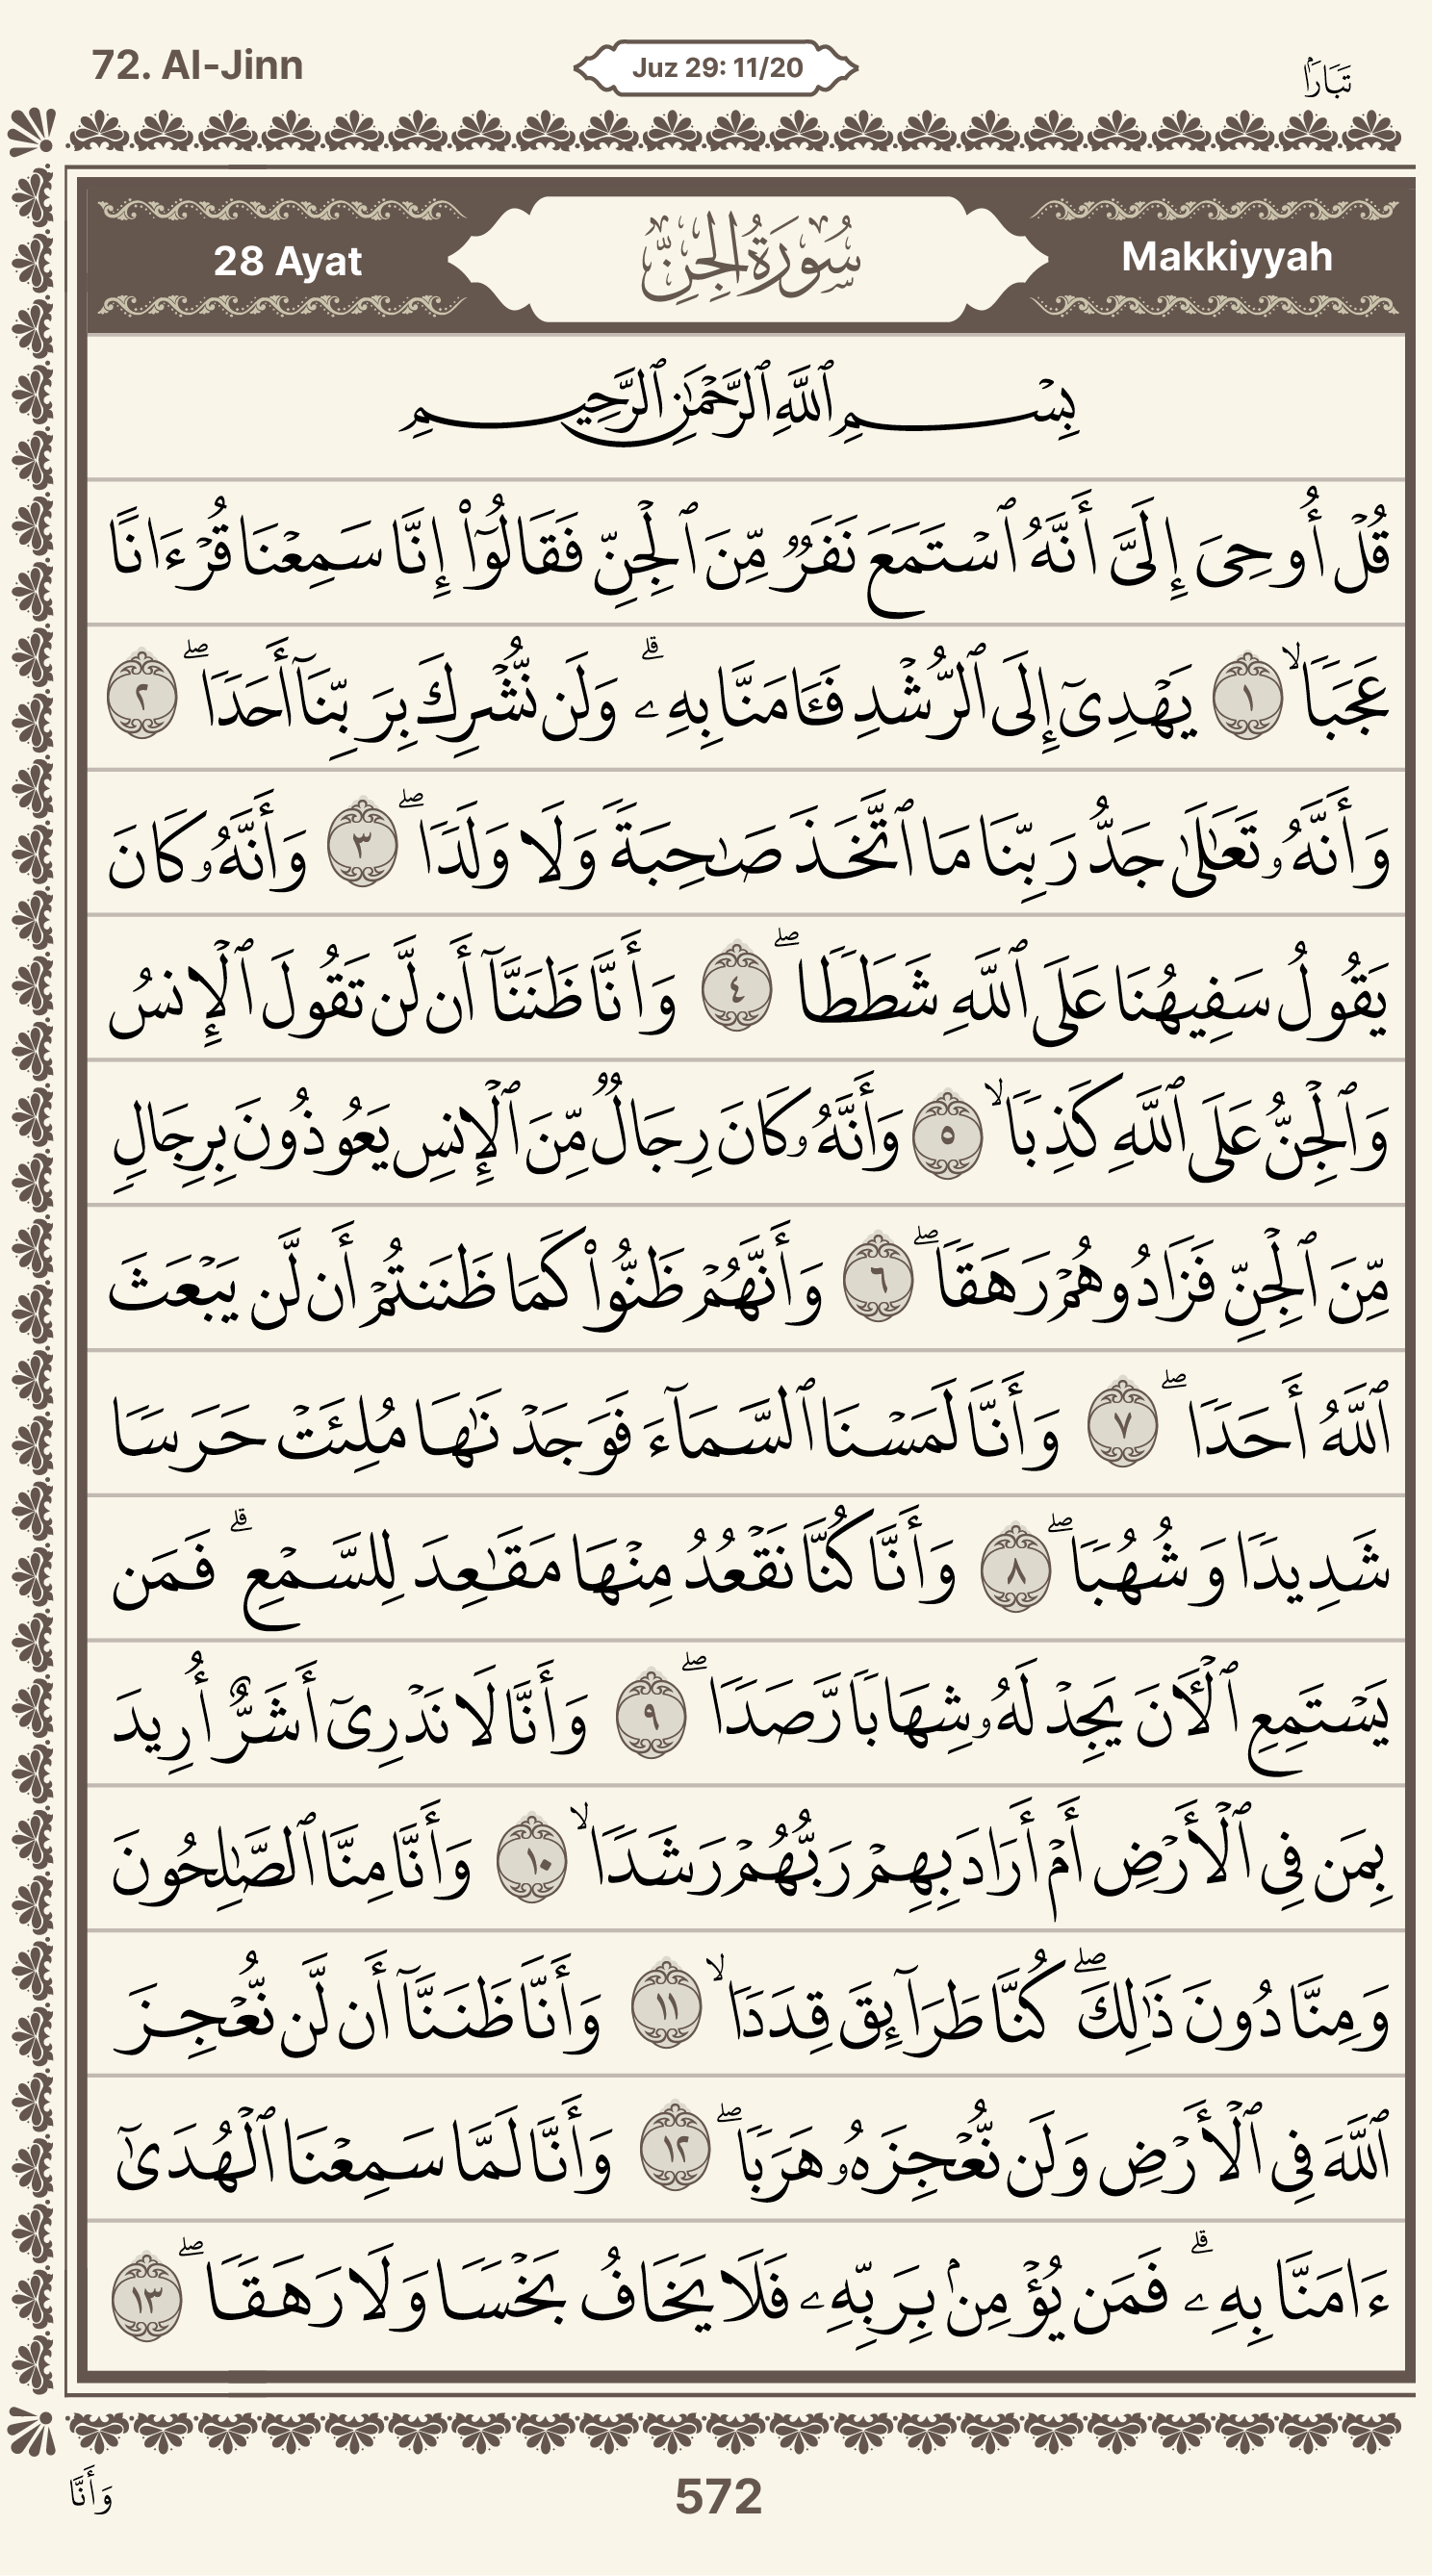 72. Al-Jinn
Juz 29: 11/20
تَبَارَكَ
28 Ayat
سُورَةُ الجِنِّ
Makkiyyah
بِسۡمِ ٱللَّهِ ٱلرَّحۡمَٰنِ ٱلرَّحِيمِ
قُلۡ أُوحِيَ إِلَيَّ أَنَّهُ ٱسۡتَمَعَ نَفَرٞ مِّنَ ٱلۡجِنِّ فَقَالُوٓاْ إِنَّا سَمِعۡنَا قُرۡءَانًا
عَجَبٗاۙ ١ يَهۡدِيٓ إِلَى ٱلرُّشۡدِ فَـَٔامَنَّا بِهِۦۗ وَلَن نُّشۡرِكَ بِرَبِّنَآ أَحَدٗاۖ ٢
وَأَنَّهُۥ تَعَٰلَىٰ جَدُّ رَبِّنَا مَا ٱتَّخَذَ صَٰحِبَةٗ وَلَا وَلَدٗاۖ ٣ وَأَنَّهُۥ كَانَ
يَقُولُ سَفِيهُنَا عَلَى ٱللَّهِ شَطَطٗاۖ ٤ وَأَنَّا ظَنَنَّآ أَن لَّن تَقُولَ ٱلۡإِنسُ
وَٱلۡجِنُّ عَلَى ٱللَّهِ كَذِبٗاۙ ٥ وَأَنَّهُۥ كَانَ رِجَالٞ مِّنَ ٱلۡإِنسِ يَعُوذُونَ بِرِجَالٖ
مِّنَ ٱلۡجِنِّ فَزَادُوهُمۡ رَهَقٗاۖ ٦ وَأَنَّهُمۡ ظَنُّواْ كَمَا ظَنَنتُمۡ أَن لَّن يَبۡعَثَ
ٱللَّهُ أَحَدٗاۖ ٧ وَأَنَّا لَمَسۡنَا ٱلسَّمَآءَ فَوَجَدۡنَٰهَا مُلِئَتۡ حَرَسٗا
شَدِيدٗا وَشُهُبٗاۖ ٨ وَأَنَّا كُنَّا نَقۡعُدُ مِنۡهَا مَقَٰعِدَ لِلسَّمۡعِۗ فَمَن
يَسۡتَمِعِ ٱلۡأٓنَ يَجِدۡ لَهُۥ شِهَابٗا رَّصَدٗاۖ ٩ وَأَنَّا لَا نَدۡرِيٓ أَشَرٌّ أُرِيدَ
بِمَن فِي ٱلۡأَرۡضِ أَمۡ أَرَادَ بِهِمۡ رَبُّهُمۡ رَشَدٗاۙ ١٠ وَأَنَّا مِنَّا ٱلصَّٰلِحُونَ
وَمِنَّا دُونَ ذَٰلِكَۖ كُنَّا طَرَآئِقَ قِدَدٗاۙ ١١ وَأَنَّا ظَنَنَّآ أَن لَّن نُّعۡجِزَ
ٱللَّهَ فِي ٱلۡأَرۡضِ وَلَن نُّعۡجِزَهُۥ هَرَبٗاۖ ١٢ وَأَنَّا لَمَّا سَمِعۡنَا ٱلۡهُدَىٰٓ
ءَامَنَّا بِهِۦۗ فَمَن يُؤۡمِنۢ بِرَبِّهِۦ فَلَا يَخَافُ بَخۡسٗا وَلَا رَهَقٗاۖ ١٣
وَأَنَّا
572